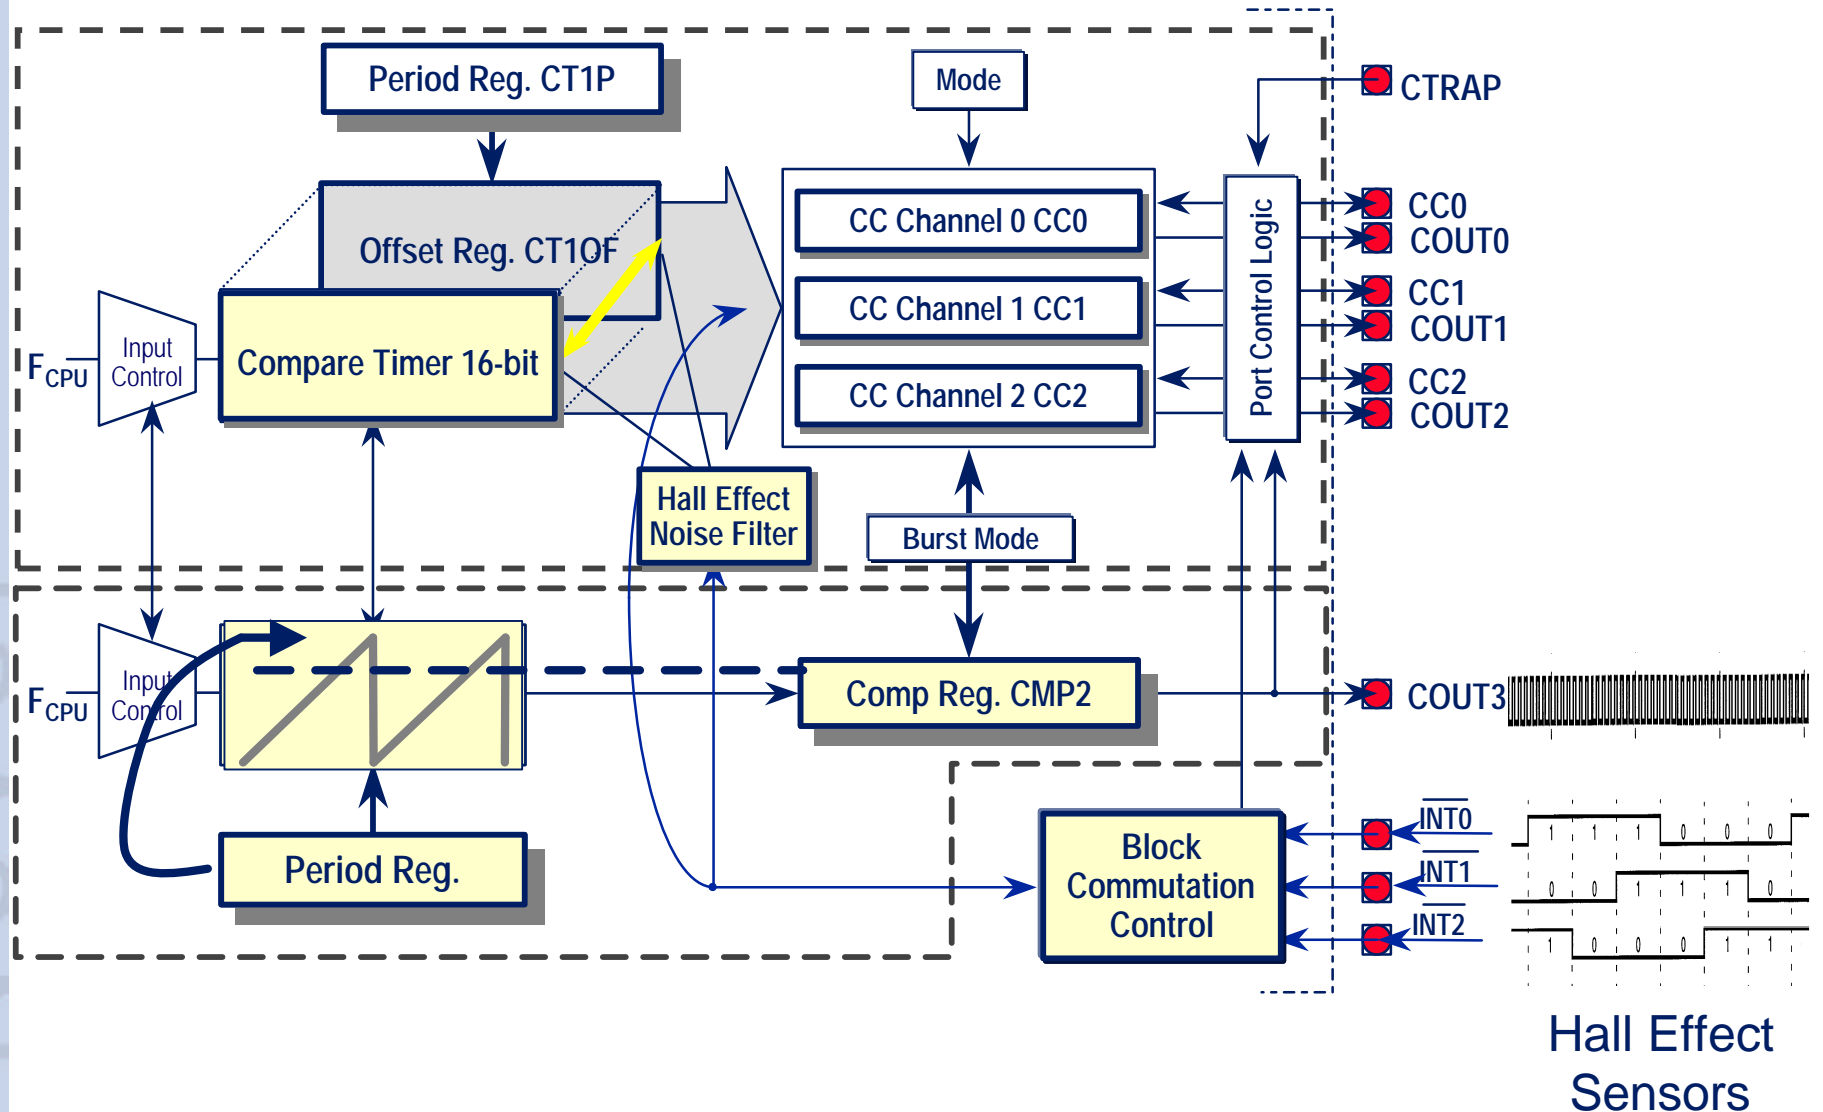 Period Reg. CT1P
Mode
CTRAP
Offset Reg. CT1OF
CC Channel 0 CC0
CC Channel 1 CC1
CC Channel 2 CC2
Port Control Logic
CC0
COUT0
CC1
COUT1
CC2
COUT2
FCPU
Input
Control
Compare Timer 16-bit
Hall Effect
Noise Filter
Burst Mode
FCPU
Input
Control
Comp Reg. CMP2
COUT3
Period Reg.
Block
Commutation
Control
INT0
INT1
INT2
1 1 1 0 0 0
0 0 1 1 1 0
1 0 0 0 1 1
Hall Effect
Sensors